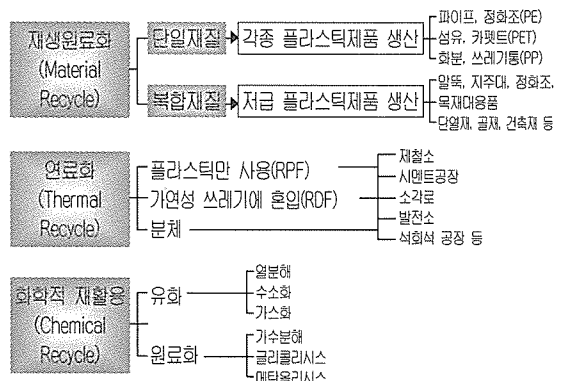 재생원료화
(Material
Recycle)
단일재질
각종 플라스틱제품 생산
파이프, 정화조(PE)
섬유, 카펫트(PET)
화분, 쓰레기통(PP)
복합재질
저급 플라스틱제품 생산
말뚝, 지주대, 정화조,
목재대용품
단열재, 골재, 건축재 등
연료화
(Thermal
Recycle)
플라스틱만 사용(RPF)
가연성 쓰레기에 혼입(RDF)
분체
제철소
시멘트공장
소각로
발전소
석회석 공장 등
화학적 재활용
(Chemical
Recycle)
유화
열분해
수소화
가스화
원료화
가수분해
글리콜리시스
메타올리시스